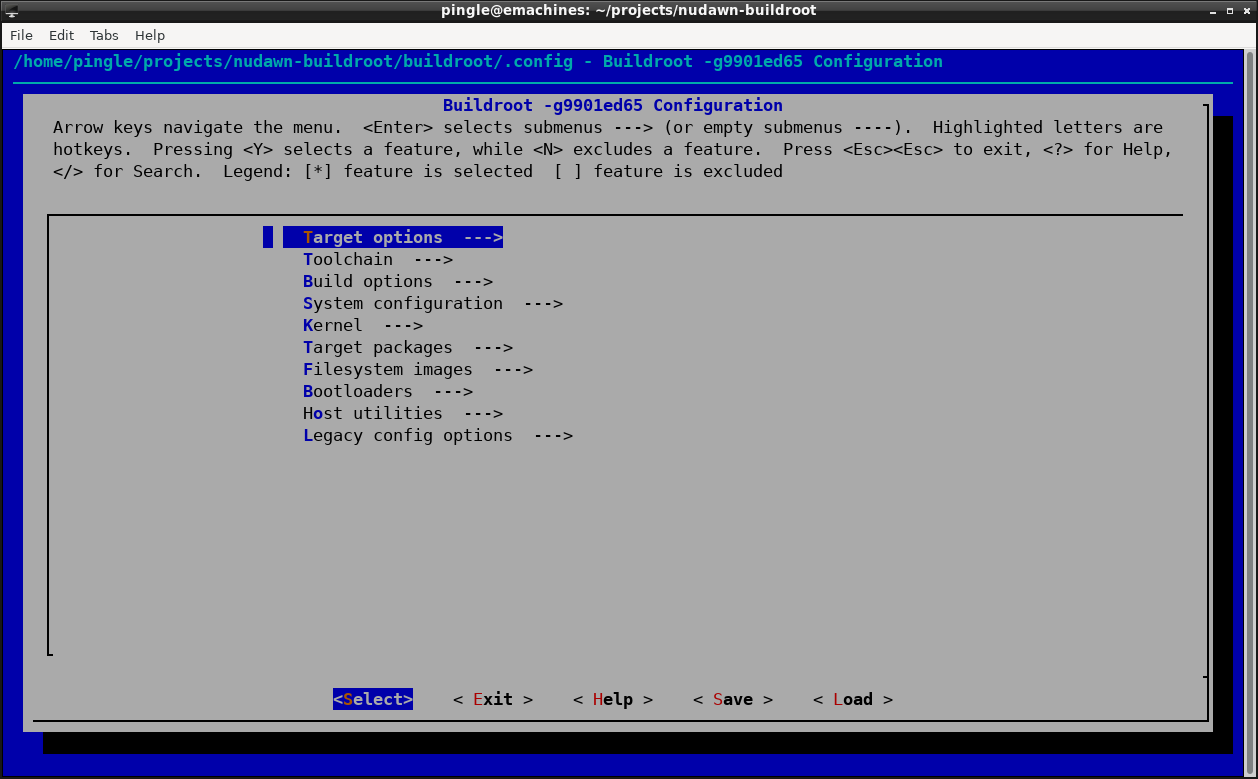 pingle@emachines: ~/projects/nudawn-buildroot
File Edit Tabs Help
/home/pingle/projects/nudawn-buildroot/buildroot/.config - Buildroot -g9901ed65 Configuration
Buildroot -g9901ed65 Configuration
Arrow keys navigate the menu.  <Enter> selects submenus ---> (or empty submenus ----).  Highlighted letters are
hotkeys.  Pressing <Y> selects a feature, while <N> excludes a feature.  Press <Esc><Esc> to exit, <?> for Help,
</> for Search.  Legend: [*] feature is selected  [ ] feature is excluded
Target options  --->
Toolchain  --->
Build options  --->
System configuration  --->
Kernel  --->
Target packages  --->
Filesystem images  --->
Bootloaders  --->
Host utilities  --->
Legacy config options  --->
<Select>    < Exit >    < Help >    < Save >    < Load >